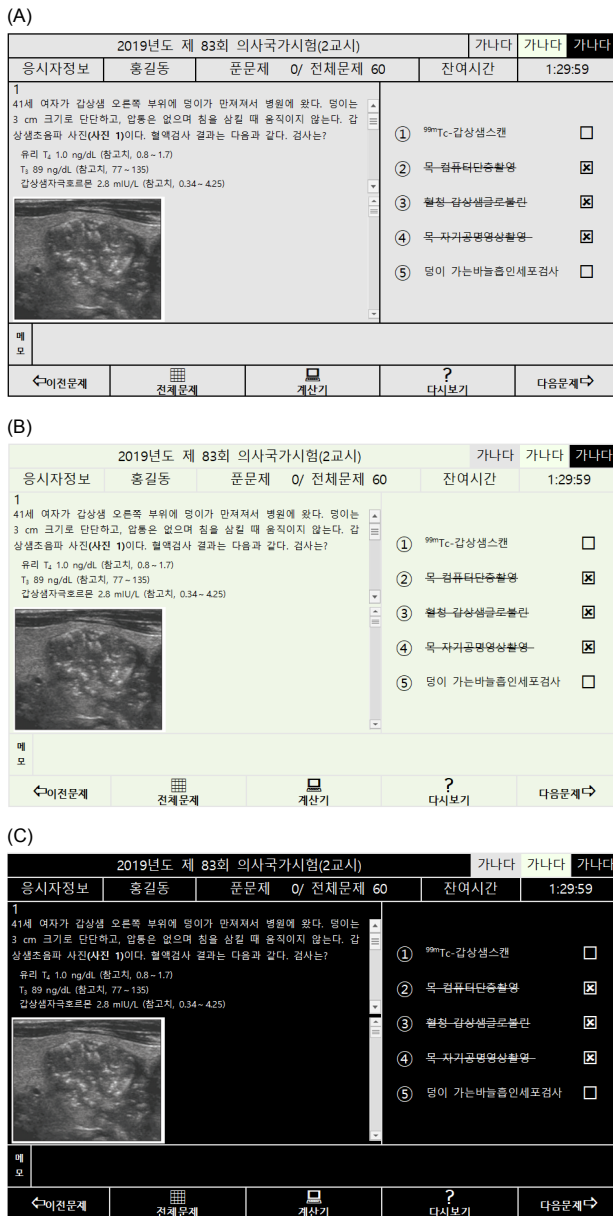 (A)
2019년도 제 83회 의사국가시험(2교시) 가나다 가나다 가나다
응시자정보 홍길동 푼문제 0/ 전체문제 60 잔여시간 1:29:59
1
41세 여자가 갑상샘 오른쪽 부위에 덩이가 만져져서 병원에 왔다. 덩이는
3 cm 크기로 단단하고, 압통은 없으며 침을 삼킬 때 움직이지 않는다. 갑
상샘초음파 사진(사진 1)이다. 혈액검사 결과는 다음과 같다. 검사는?
유리 T₄ 1.0 ng/dL (참고치, 0.8~1.7)
T₃ 89 ng/dL (참고치, 77~135)
갑상샘자극호르몬 2.8 mIU/L (참고치, 0.34~4.25)
① ⁹⁹ᵐTc-갑상샘스캔 ☐
② 목 컴퓨터단층촬영 ☒
③ 혈청 갑상샘글로불린 ☒
④ 목 자기공명영상촬영 ☒
⑤ 덩이 가는바늘흡인세포검사 ☐
메
모
이전문제 전체문제 계산기 ? 다시보기 다음문제
(B)
2019년도 제 83회 의사국가시험(2교시) 가나다 가나다 가나다
응시자정보 홍길동 푼문제 0/ 전체문제 60 잔여시간 1:29:59
1
41세 여자가 갑상샘 오른쪽 부위에 덩이가 만져져서 병원에 왔다. 덩이는
3 cm 크기로 단단하고, 압통은 없으며 침을 삼킬 때 움직이지 않는다. 갑
상샘초음파 사진(사진 1)이다. 혈액검사 결과는 다음과 같다. 검사는?
유리 T₄ 1.0 ng/dL (참고치, 0.8~1.7)
T₃ 89 ng/dL (참고치, 77~135)
갑상샘자극호르몬 2.8 mIU/L (참고치, 0.34~4.25)
① ⁹⁹ᵐTc-갑상샘스캔 ☐
② 목 컴퓨터단층촬영 ☒
③ 혈청 갑상샘글로불린 ☒
④ 목 자기공명영상촬영 ☒
⑤ 덩이 가는바늘흡인세포검사 ☐
메
모
이전문제 전체문제 계산기 ? 다시보기 다음문제
(C)
2019년도 제 83회 의사국가시험(2교시) 가나다 가나다 가나다
응시자정보 홍길동 푼문제 0/ 전체문제 60 잔여시간 1:29:59
1
41세 여자가 갑상샘 오른쪽 부위에 덩이가 만져져서 병원에 왔다. 덩이는
3 cm 크기로 단단하고, 압통은 없으며 침을 삼킬 때 움직이지 않는다. 갑
상샘초음파 사진(사진 1)이다. 혈액검사 결과는 다음과 같다. 검사는?
유리 T₄ 1.0 ng/dL (참고치, 0.8~1.7)
T₃ 89 ng/dL (참고치, 77~135)
갑상샘자극호르몬 2.8 mIU/L (참고치, 0.34~4.25)
① ⁹⁹ᵐTc-갑상샘스캔 ☐
② 목 컴퓨터단층촬영 ☒
③ 혈청 갑상샘글로불린 ☒
④ 목 자기공명영상촬영 ☒
⑤ 덩이 가는바늘흡인세포검사 ☐
메
모
이전문제 전체문제 계산기 ? 다시보기 다음문제